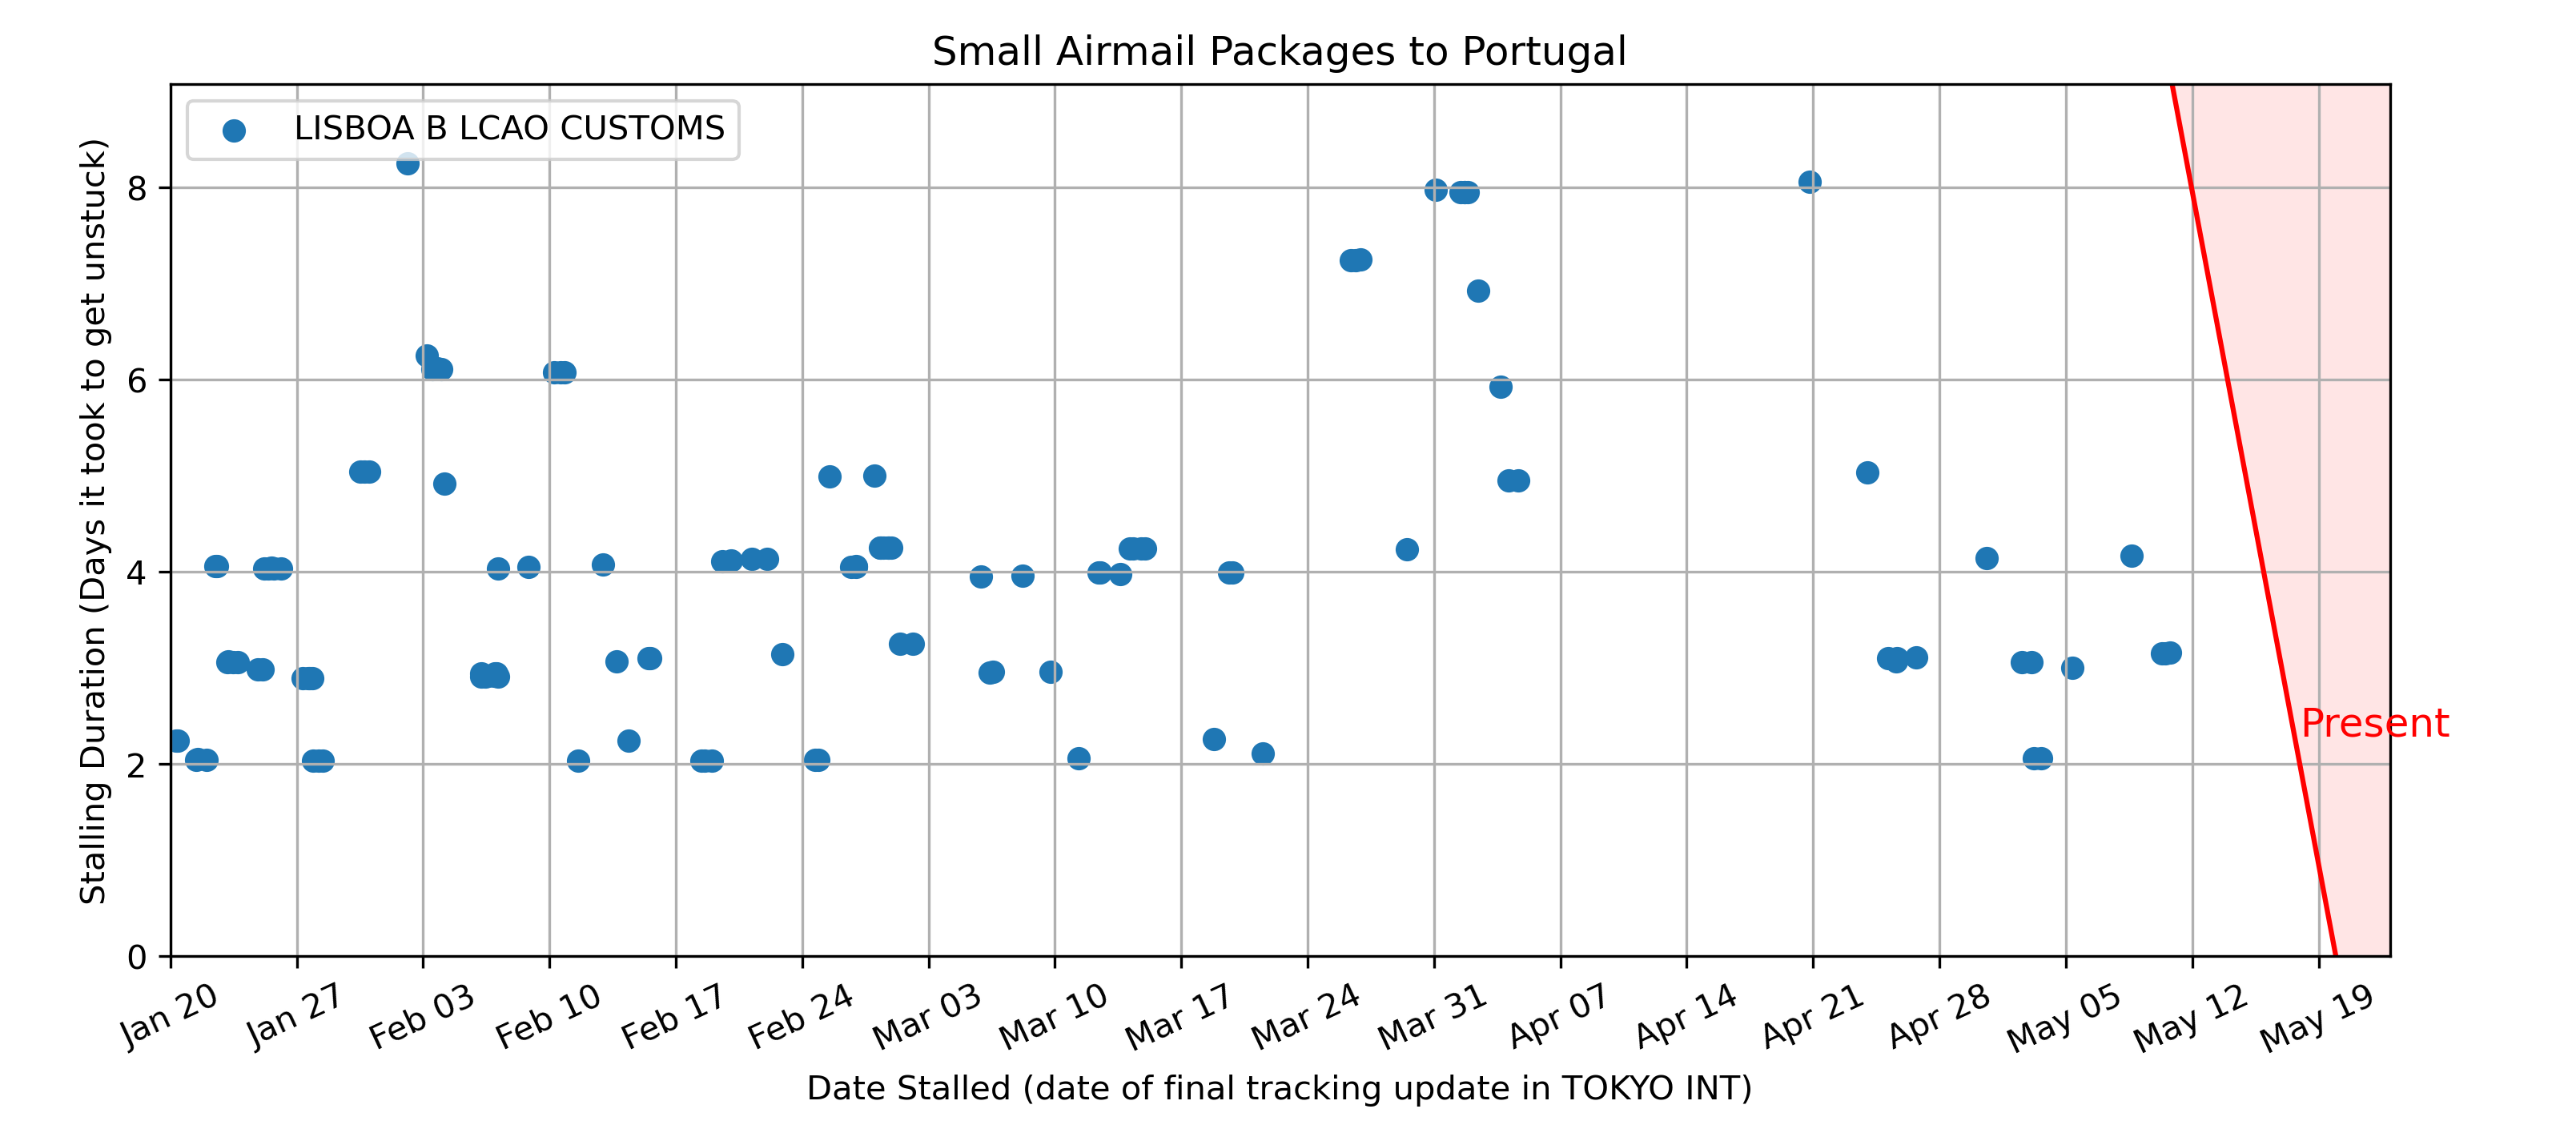 Small Airmail Packages to Portugal
LISBOA B LCAO CUSTOMS
Stalling Duration (Days it took to get unstuck)
8
6
4
2
0
Present
Jan 20
Jan 27
Feb 03
Feb 10
Feb 17
Feb 24
Mar 03
Mar 10
Mar 17
Mar 24
Mar 31
Apr 07
Apr 14
Apr 21
Apr 28
May 05
May 12
May 19
Date Stalled (date of final tracking update in TOKYO INT)